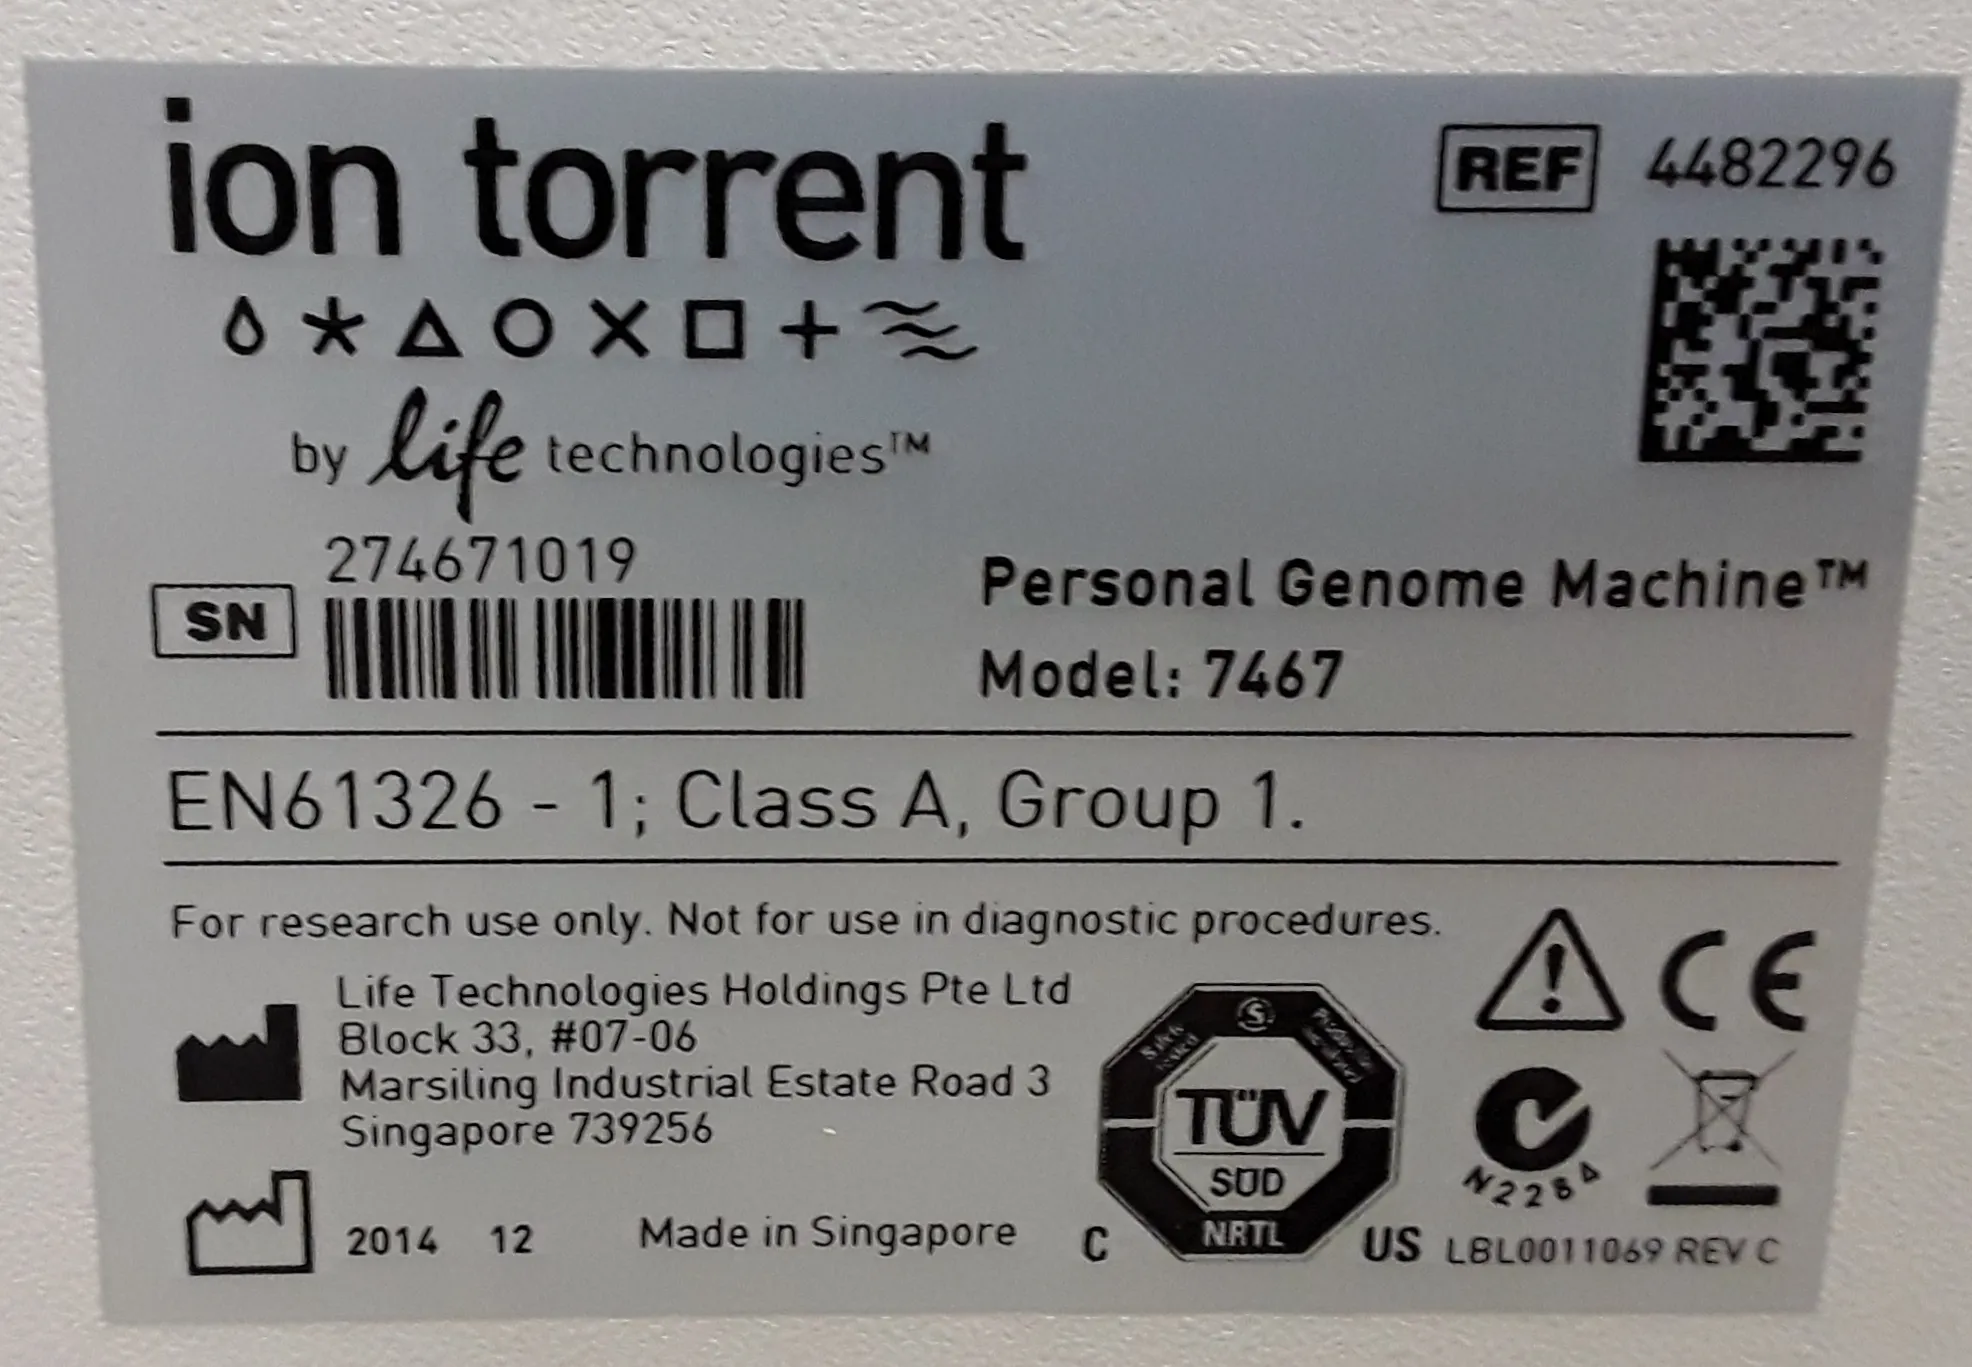 ion torrent
REF 4482296
by life technologies™
274671019
SN
Personal Genome Machine™
Model: 7467
EN61326 - 1; Class A, Group 1.
For research use only. Not for use in diagnostic procedures.
Life Technologies Holdings Pte Ltd
Block 33, #07-06
Marsiling Industrial Estate Road 3
Singapore 739256
2014 12
Made in Singapore
CE
TÜV
SÜD
NRTL
C US
N2284
LBL0011069 REV C